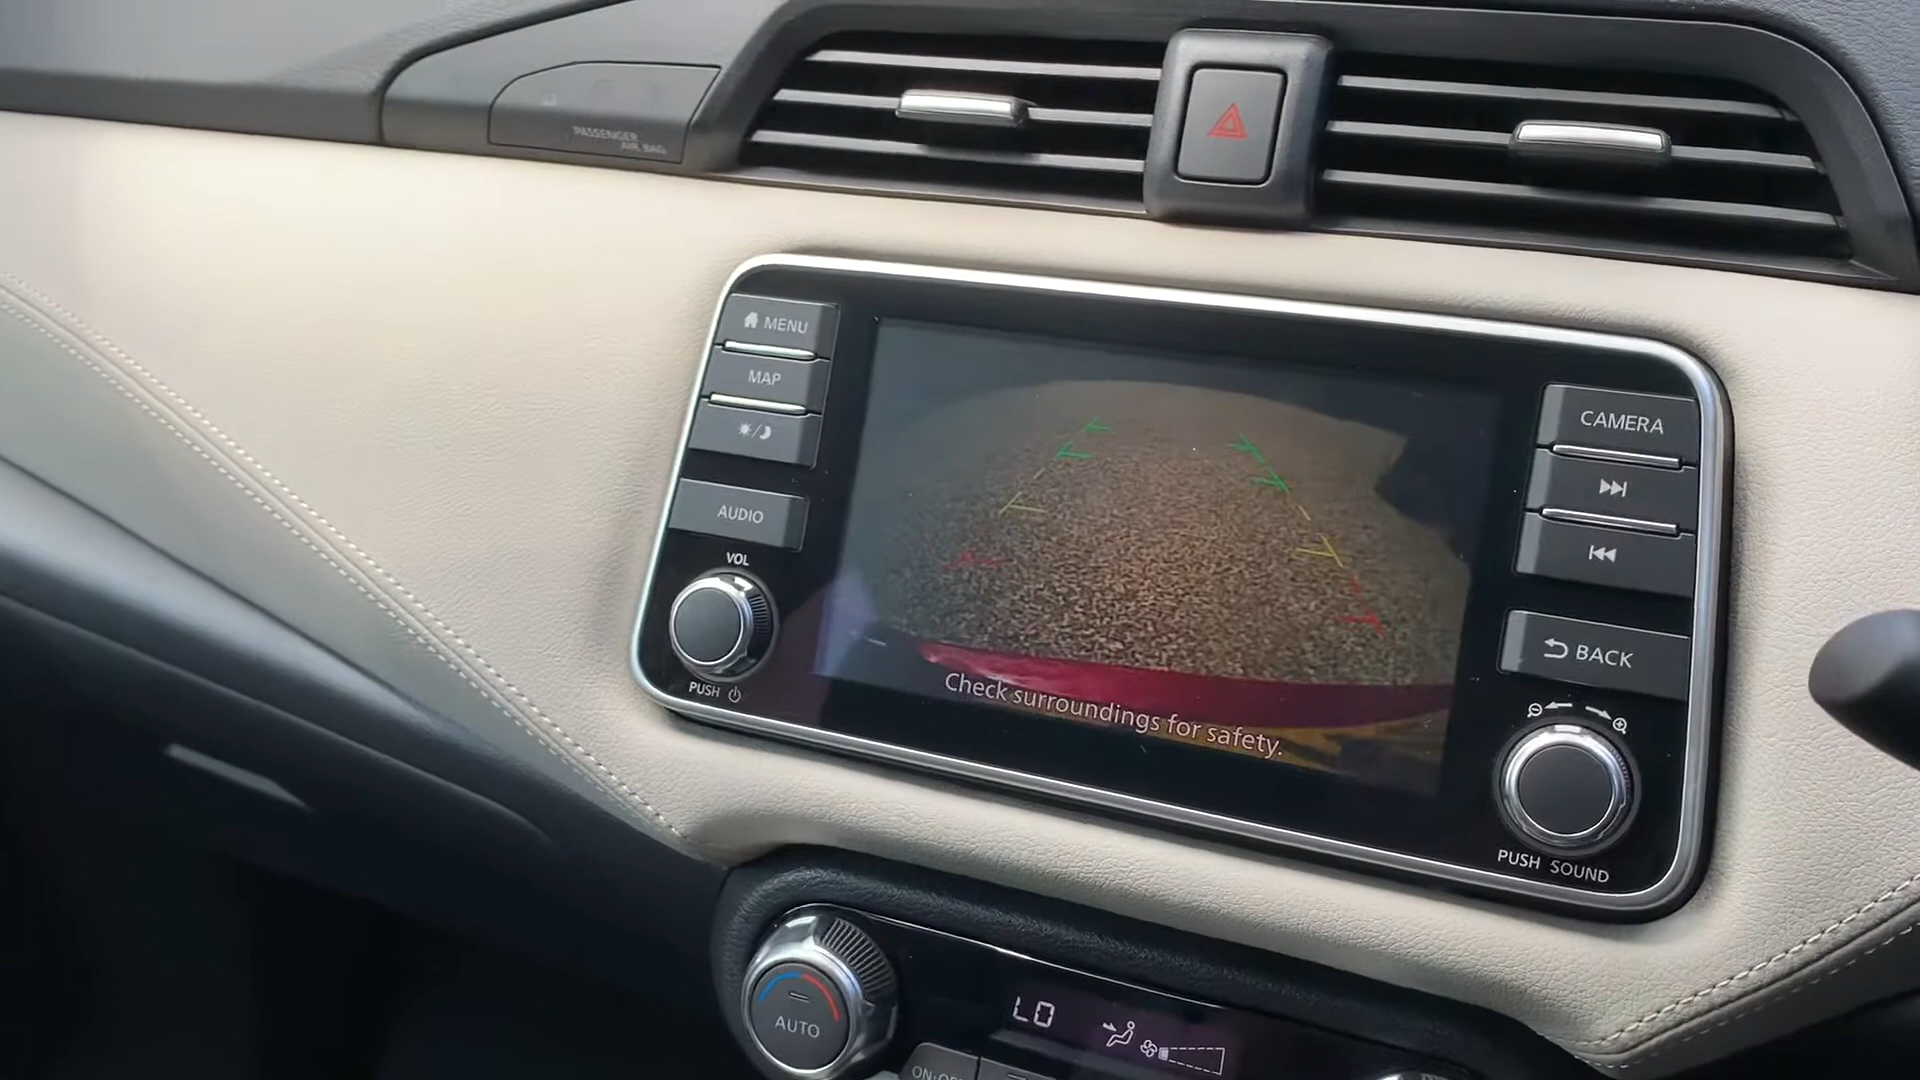 PASSENGER
AIR BAG
MENU
MAP
AUDIO
VOL
PUSH
CAMERA
BACK
PUSH SOUND
Check surroundings for safety.
AUTO
LO